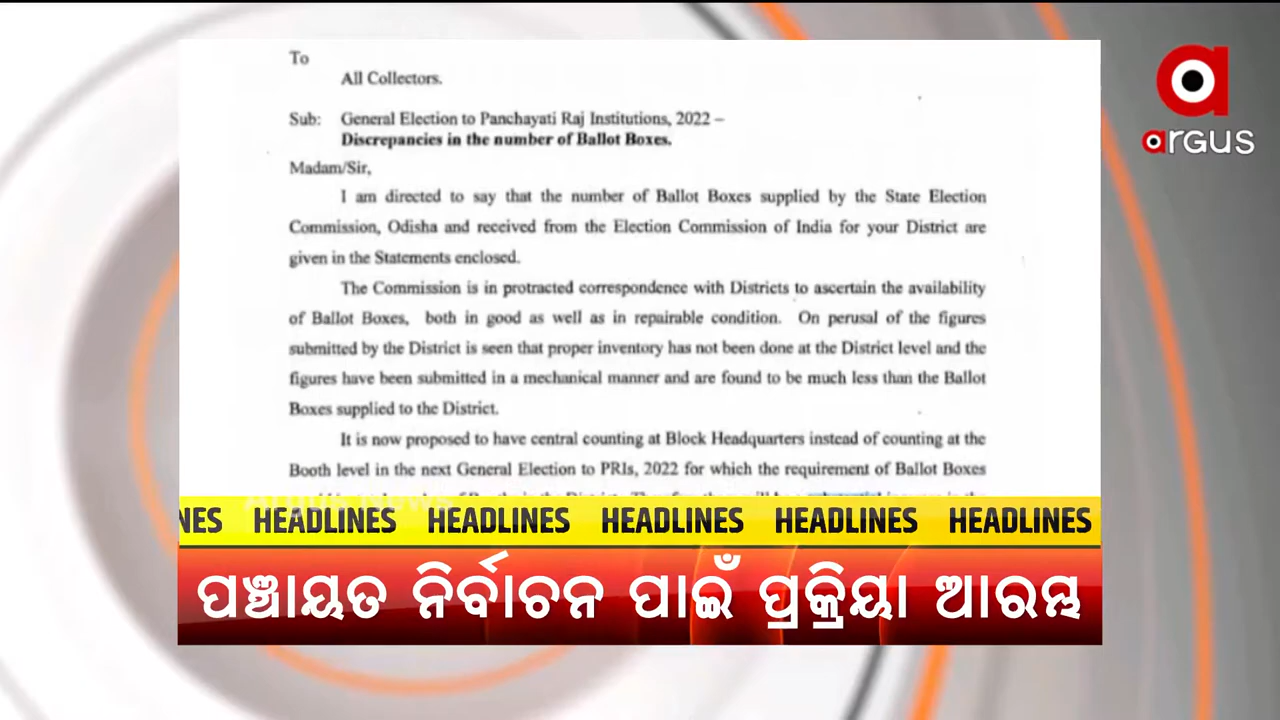 To
All Collectors.
Sub: General Election to Panchayati Raj Institutions, 2022 –
Discrepancies in the number of Ballot Boxes.
Madam/Sir,
I am directed to say that the number of Ballot Boxes supplied by the State Election
Commission, Odisha and received from the Election Commission of India for your District are
given in the Statements enclosed.
The Commission is in protracted correspondence with Districts to ascertain the availability
of Ballot Boxes, both in good as well as in repairable condition. On perusal of the figures
submitted by the District is seen that proper inventory has not been done at the District level and the
figures have been submitted in a mechanical manner and are found to be much less than the Ballot
Boxes supplied to the District.
It is now proposed to have central counting at Block Headquarters instead of counting at the
Booth level in the next General Election to PRIs, 2022 for which the requirement of Ballot Boxes
Argus News
NES HEADLINES HEADLINES HEADLINES HEADLINES HEADLINES
ପଞ୍ଚାୟତ ନିର୍ବାଚନ ପାଇଁ ପ୍ରକ୍ରିୟା ଆରମ୍ଭ
argus